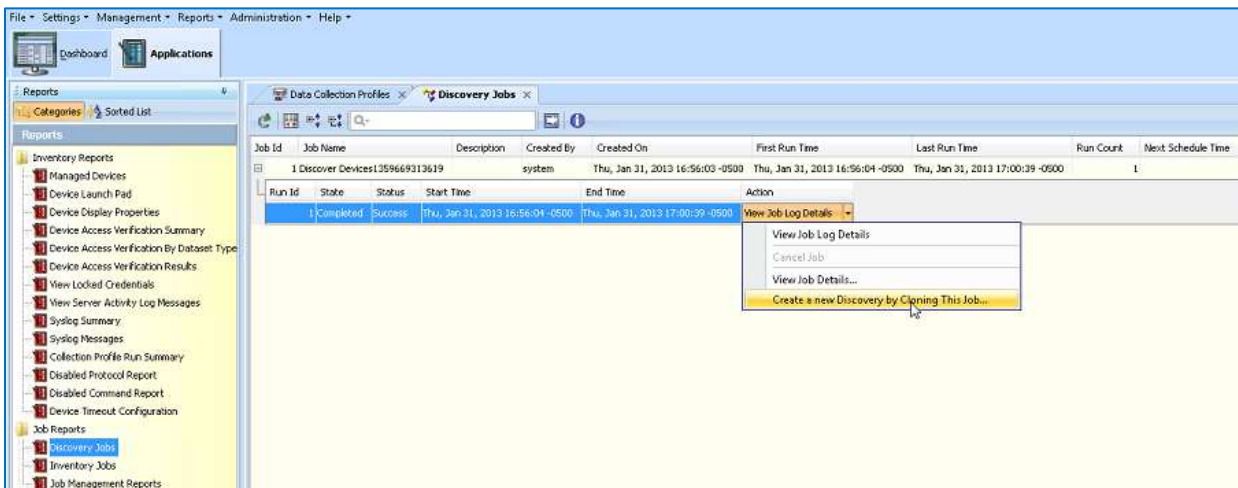 File Settings Management Reports Administration Help
Dashboard Applications
Reports
Categories Sorted List
Reports
Inventory Reports
Managed Devices
Device Launch Pad
Device Display Properties
Device Access Verification Summary
Device Access Verification By Dataset Type
Device Access Verification Results
View Locked Credentials
View Server Activity Log Messages
Syslog Summary
Syslog Messages
Collection Profile Run Summary
Disabled Protocol Report
Disabled Command Report
Device Timeout Configuration
Job Reports
Discovery Jobs
Inventory Jobs
Job Management Reports
Data Collection Profiles Discovery Jobs
Job Id Job Name Description Created By Created On First Run Time Last Run Time Run Count Next Schedule Time
1 Discover Devices1359669313619 system Thu, Jan 31, 2013 16:56:03 -0500 Thu, Jan 31, 2013 16:56:04 -0500 Thu, Jan 31, 2013 17:00:39 -0500 1
Run Id State Status Start Time End Time Action
1 Completed Success Thu, Jan 31, 2013 16:56:04 -0500 Thu, Jan 31, 2013 17:00:39 -0500 View Job Log Details
View Job Log Details
Cancel Job
View Job Details...
Create a new Discovery by Cloning This Job...